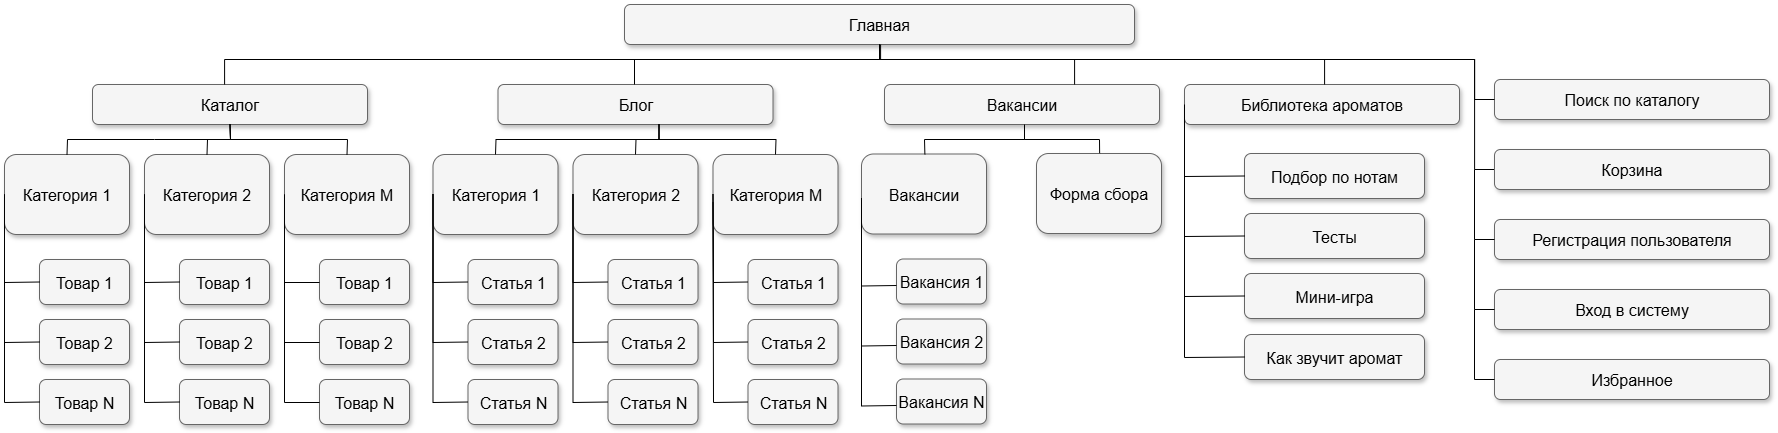 Главная
Каталог
Блог
Вакансии
Библиотека ароматов
Поиск по каталогу
Корзина
Регистрация пользователя
Вход в систему
Избранное
Категория 1
Категория 2
Категория M
Категория 1
Категория 2
Категория M
Вакансии
Форма сбора
Подбор по нотам
Тесты
Мини-игра
Как звучит аромат
Товар 1
Товар 1
Товар 1
Статья 1
Статья 1
Статья 1
Вакансия 1
Товар 2
Товар 2
Товар 2
Статья 2
Статья 2
Статья 2
Вакансия 2
Товар N
Товар N
Товар N
Статья N
Статья N
Статья N
Вакансия N